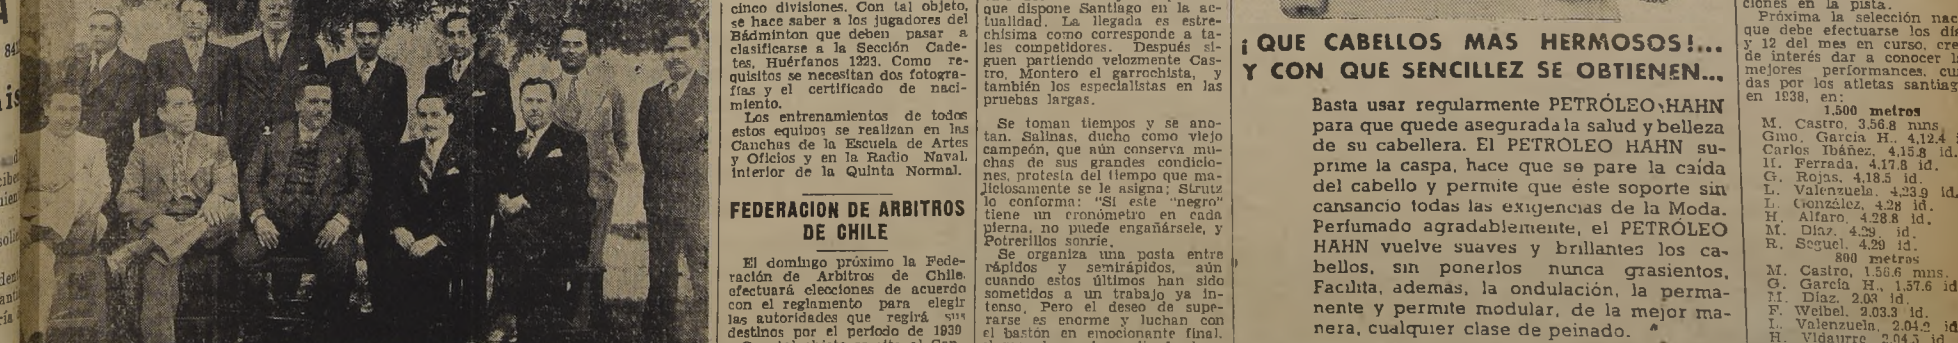 841
cinco divisiones. Con tal objeto,
se hace saber a los jugadores del
Bádminton que deben pasar a
clasificarse a la Sección Cade-
tes, Huérfanos 1223. Como re-
quisitos se necesitan dos fotogra-
fías y el certificado de naci-
miento.
Los entrenamientos de todos
estos equipos se realizan en las
Canchas de la Escuela de Artes
y Oficios y en la Radio Naval,
interior de la Quinta Normal.
FEDERACION DE ARBITROS
DE CHILE
El domingo próximo la Fede-
ración de Arbitros de Chile,
efectuará elecciones de acuerdo
con el reglamento para elegir
las autoridades que regirá sus
destinos por el período de 1939
que dispone Santiago en la ac-
tualidad. La llegada es estre-
chísima como corresponde a ta-
les competidores. Después si-
guen partiendo velozmente Cas-
tro, Montero el garrochista, y
también los especialistas en las
pruebas largas.
Se toman tiempos y se ano-
tan. Salinas, ducho como viejo
campeón, que aún conserva mu-
chas de sus grandes condicio-
nes, protesta del tiempo que ma-
liciosamente se le asigna; Strutz
lo conforma: "Si este "negro"
tiene un cronómetro en cada
pierna, no puede engañársele, y
Potrerillos sonríe.
Se organiza una posta entre
rápidos y semirápidos, aún
cuando estos últimos han sido
sometidos a un trabajo ya in-
tenso. Pero el deseo de supe-
rarse es enorme y luchan con
el bastón en emocionante final.
¡QUE CABELLOS MAS HERMOSOS!...
Y CON QUE SENCILLEZ SE OBTIENEN...
Basta usar regularmente PETRÓLEO HAHN
para que quede asegurada la salud y belleza
de su cabellera. El PETROLEO HAHN su-
prime la caspa, hace que se pare la caída
del cabello y permite que éste soporte sin
cansancio todas las exigencias de la Moda.
Perfumado agradablemente, el PETRÓLEO
HAHN vuelve suaves y brillantes los ca-
bellos, sin ponerlos nunca grasientos.
Facilita, además, la ondulación, la perma-
nente y permite modular, de la mejor ma-
nera, cualquier clase de peinado.
ciones en la pista.
Próxima la selección nac
que debe efectuarse los día
y 12 del mes en curso, cre
de interés dar a conocer l
mejores performances, cu
das por los atletas santiag
en 1938, en:
1,500 metros
M. Castro, 3.56.8 mns.
Gmo. García H., 4,12.4
Carlos Ibáñez, 4,15.8 id.
H. Ferrada, 4.17.8 id.
G. Rojas, 4.18.5 id.
L. Valenzuela, 4.23.9 id.
L. González, 4.28 id.
H. Alfaro, 4.28.8 id.
M. Díaz, 4.29 id.
R. Seguel, 4.29 id.
800 metros
M. Castro, 1.56.6 mns.
G. García H., 1.57.6 id
M. Díaz, 2.03 id.
F. Weibel, 2.03.3 id.
L. Valenzuela, 2.04.2 id
H. Vidaurre, 2.04.5 id.